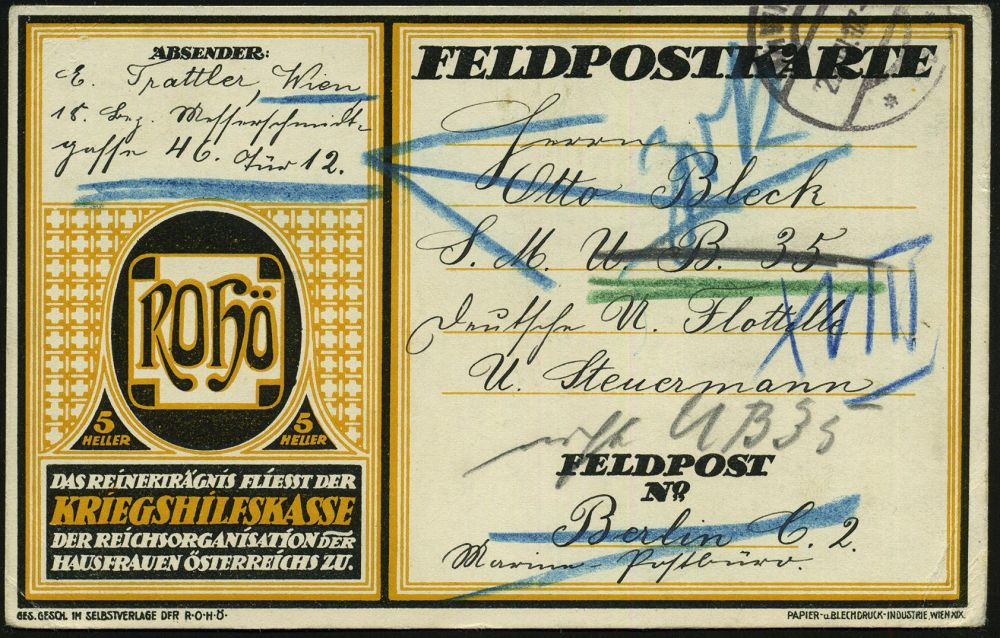 ABSENDER:
E. Trattler, Wien
18. Bez. Messerschmidt-
gasse 46. Tür 12.
ROHÖ
5
HELLER
5
HELLER
DAS REINERTRÄGNIS FLIESST DER
KRIEGSHILFSKASSE
DER REICHSORGANISATION DER
HAUSFRAUEN ÖSTERREICHS ZU.
GES. GESCH. IM SELBSTVERLAGE DER R·O·H·Ö·
FELDPOSTKARTE
Herrn
Otto Bleck
S. M. U B. 35
Deutsche U. Flottille
XVIII
U. Steuermann
nicht UB35
FELDPOST
NO
Berlin C. 2.
Marine-Postbüro.
PAPIER-u. BLECHDRUCK-INDUSTRIE, WIEN XIX.